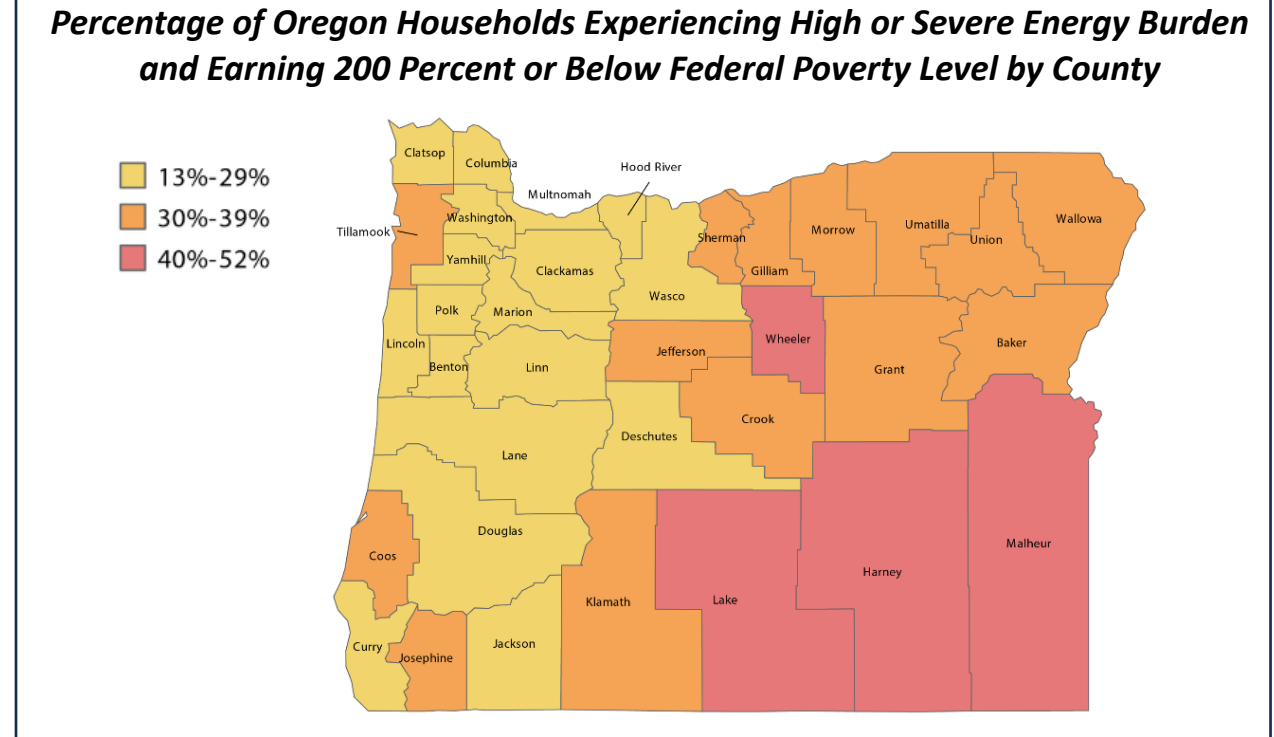 Percentage of Oregon Households Experiencing High or Severe Energy Burden
and Earning 200 Percent or Below Federal Poverty Level by County
13%-29%
30%-39%
40%-52%
Clatsop
Columbia
Hood River
Multnomah
Tillamook
Washington
Yamhill
Clackamas
Sherman
Gilliam
Morrow
Umatilla
Union
Wallowa
Polk
Marion
Wasco
Lincoln
Benton
Linn
Jefferson
Wheeler
Grant
Baker
Crook
Deschutes
Lane
Douglas
Coos
Klamath
Lake
Harney
Malheur
Curry
Josephine
Jackson